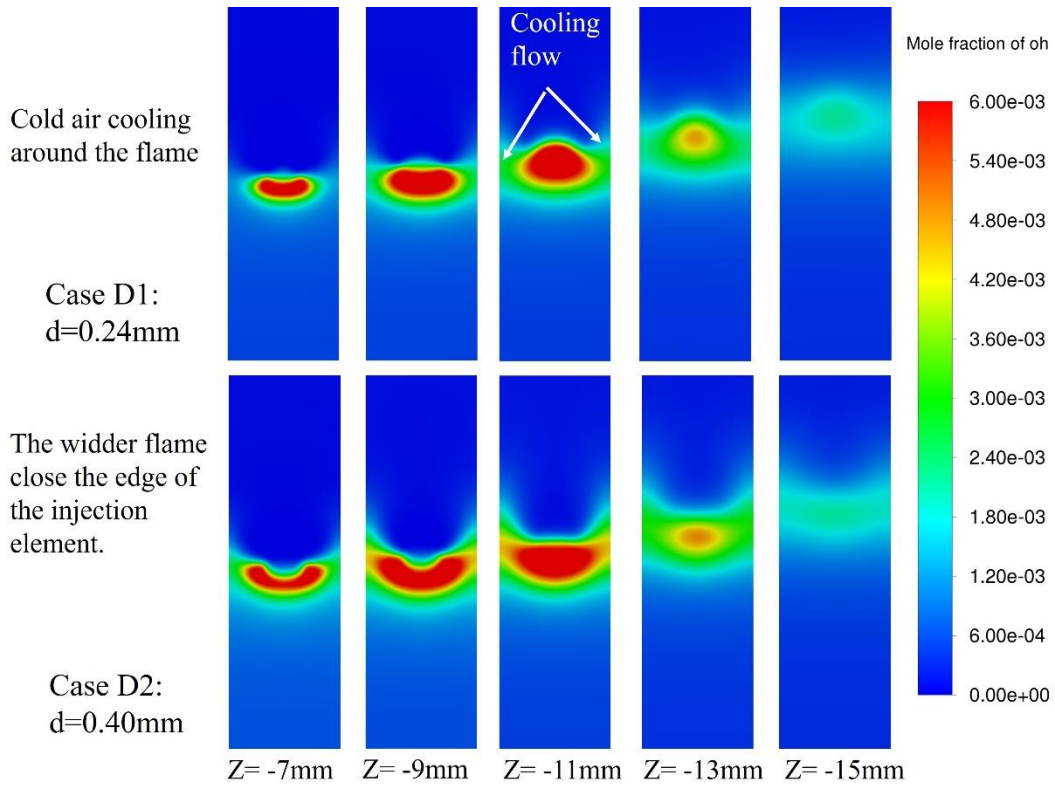 Cooling
flow
Mole fraction of oh
Cold air cooling
around the flame
Case D1:
d=0.24mm
6.00e-03
5.40e-03
4.80e-03
4.20e-03
3.60e-03
3.00e-03
2.40e-03
1.80e-03
1.20e-03
6.00e-04
0.00e+00
The widder flame
close the edge of
the injection
element.
Case D2:
d=0.40mm
Z= -7mm
Z= -9mm
Z= -11mm
Z= -13mm
Z= -15mm